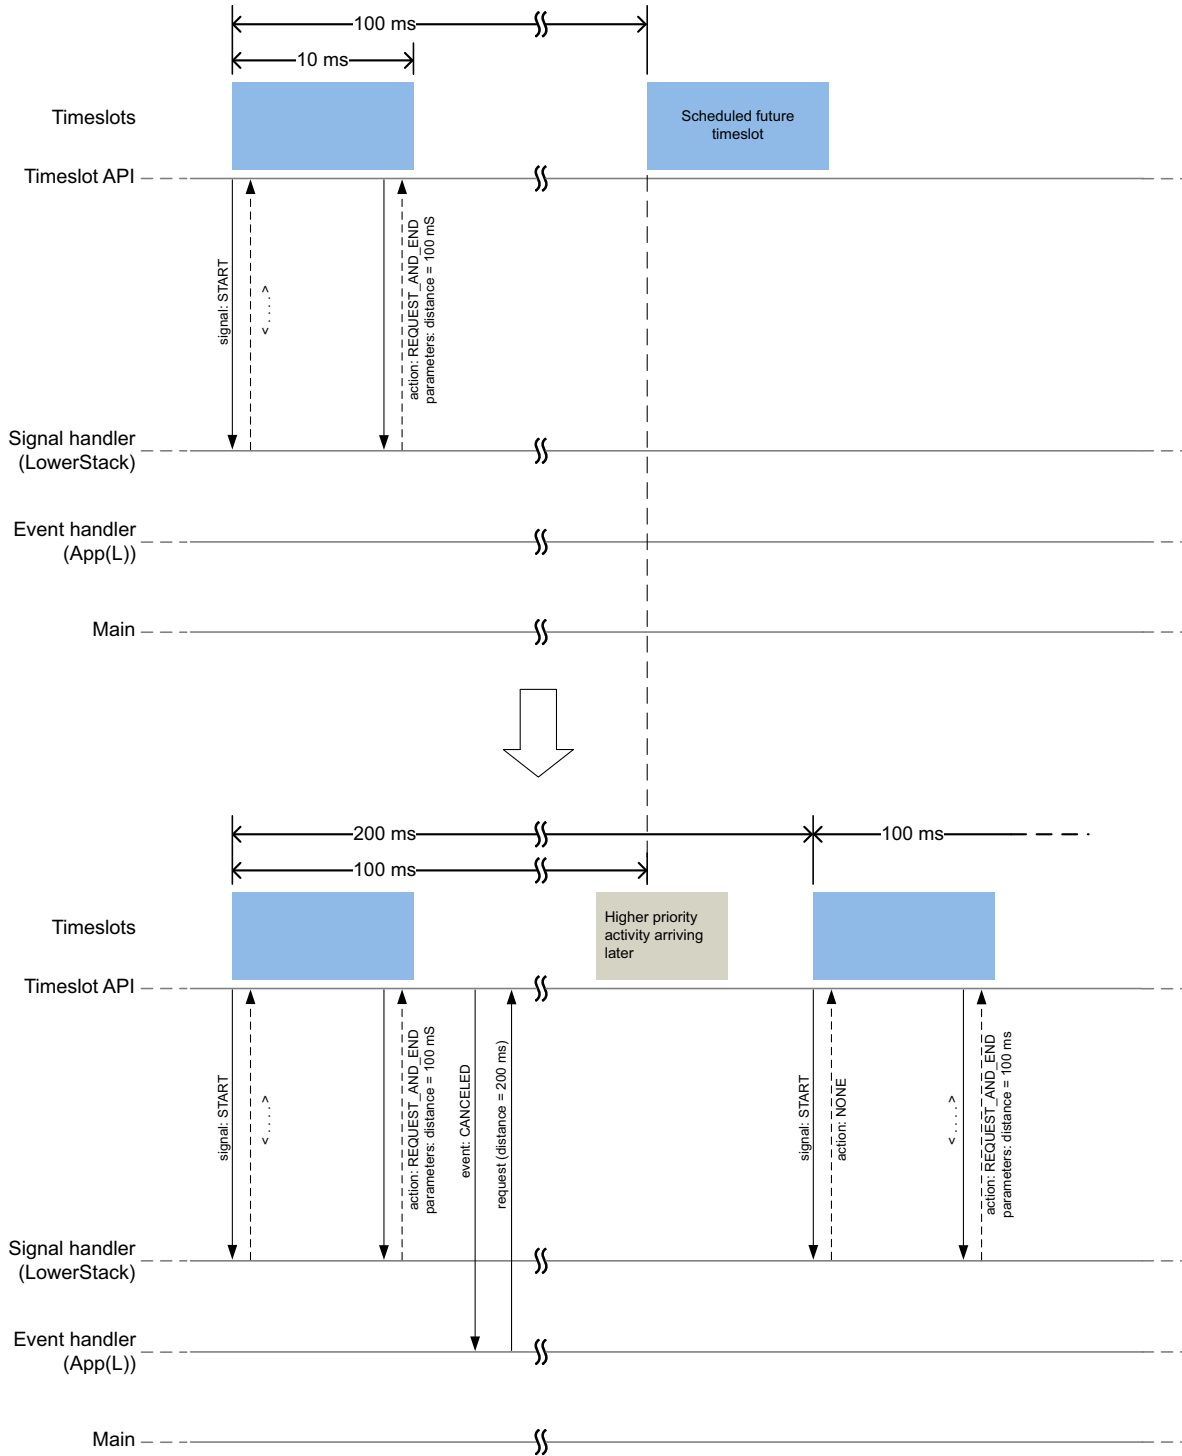 100 ms
10 ms
Timeslots
Scheduled future
timeslot
Timeslot API
signal: START
< . . . . >
action: REQUEST_AND_END
parameters: distance = 100 mS
Signal handler
(LowerStack)
Event handler
(App(L))
Main
200 ms
100 ms
100 ms
Timeslots
Higher priority
activity arriving
later
Timeslot API
signal: START
< . . . . >
action: REQUEST_AND_END
parameters: distance = 100 mS
event: CANCELED
request (distance = 200 ms)
signal: START
action: NONE
< . . . . >
action: REQUEST_AND_END
parameters: distance = 100 ms
Signal handler
(LowerStack)
Event handler
(App(L))
Main